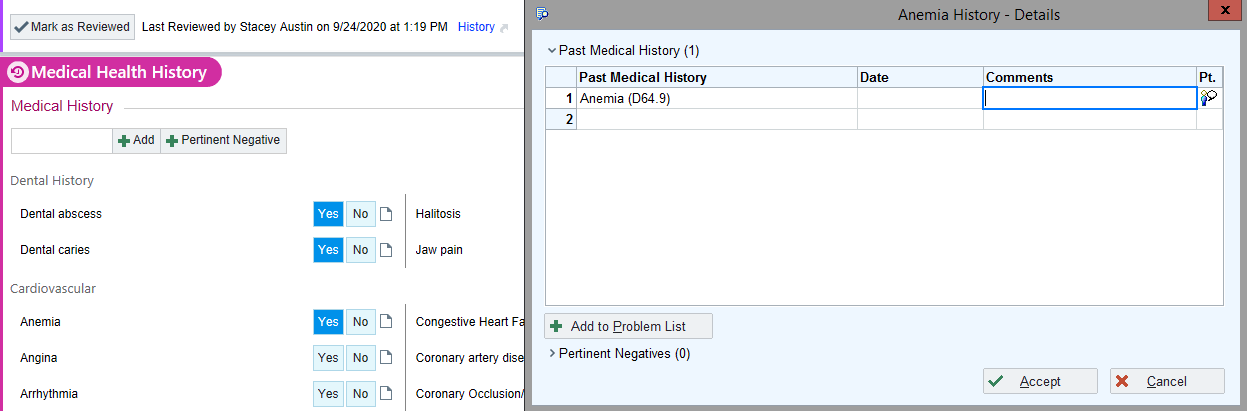 Mark as Reviewed Last Reviewed by Stacey Austin on 9/24/2020 at 1:19 PM History
Medical Health History
Medical History
Add Pertinent Negative
Dental History
Dental abscess Yes No Halitosis
Dental caries Yes No Jaw pain
Cardiovascular
Anemia Yes No Congestive Heart Fa
Angina Yes No Coronary artery dise
Arrhythmia Yes No Coronary Occlusion/
Anemia History - Details
x
Past Medical History (1)
Past Medical History Date Comments Pt.
1 Anemia (D64.9)
2
Add to Problem List
Pertinent Negatives (0)
Accept Cancel